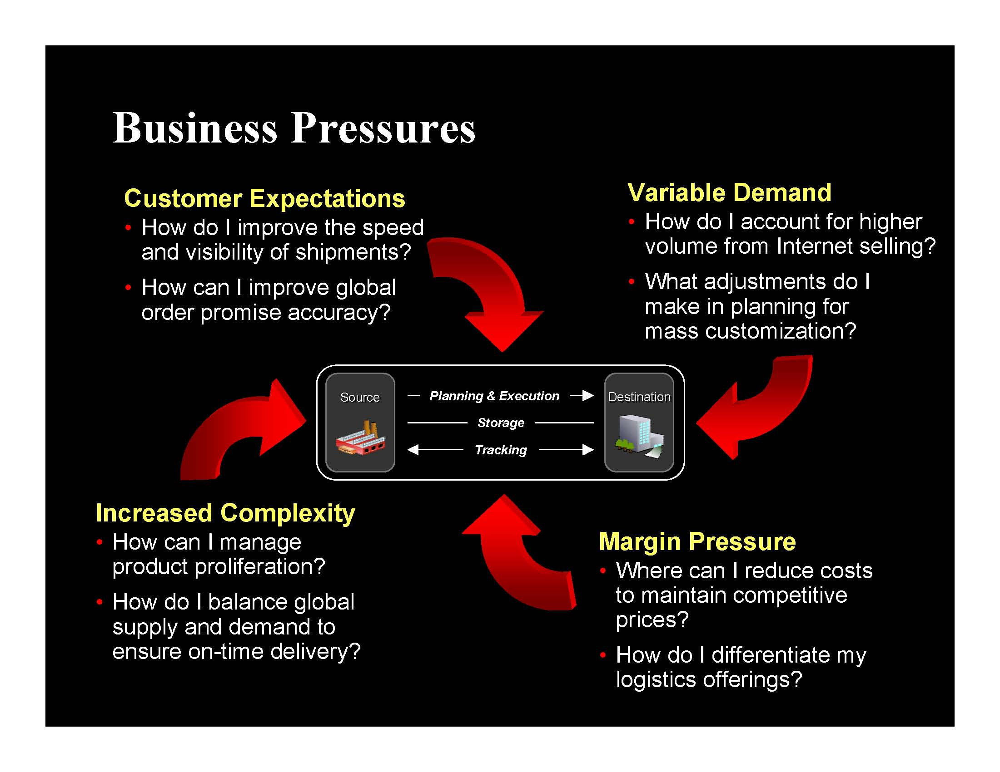 Business Pressures
Customer Expectations
• How do I improve the speed
and visibility of shipments?
• How can I improve global
order promise accuracy?
Variable Demand
• How do I account for higher
volume from Internet selling?
• What adjustments do I
make in planning for
mass customization?
Source
Planning & Execution
Storage
Tracking
Destination
Increased Complexity
• How can I manage
product proliferation?
• How do I balance global
supply and demand to
ensure on-time delivery?
Margin Pressure
• Where can I reduce costs
to maintain competitive
prices?
• How do I differentiate my
logistics offerings?